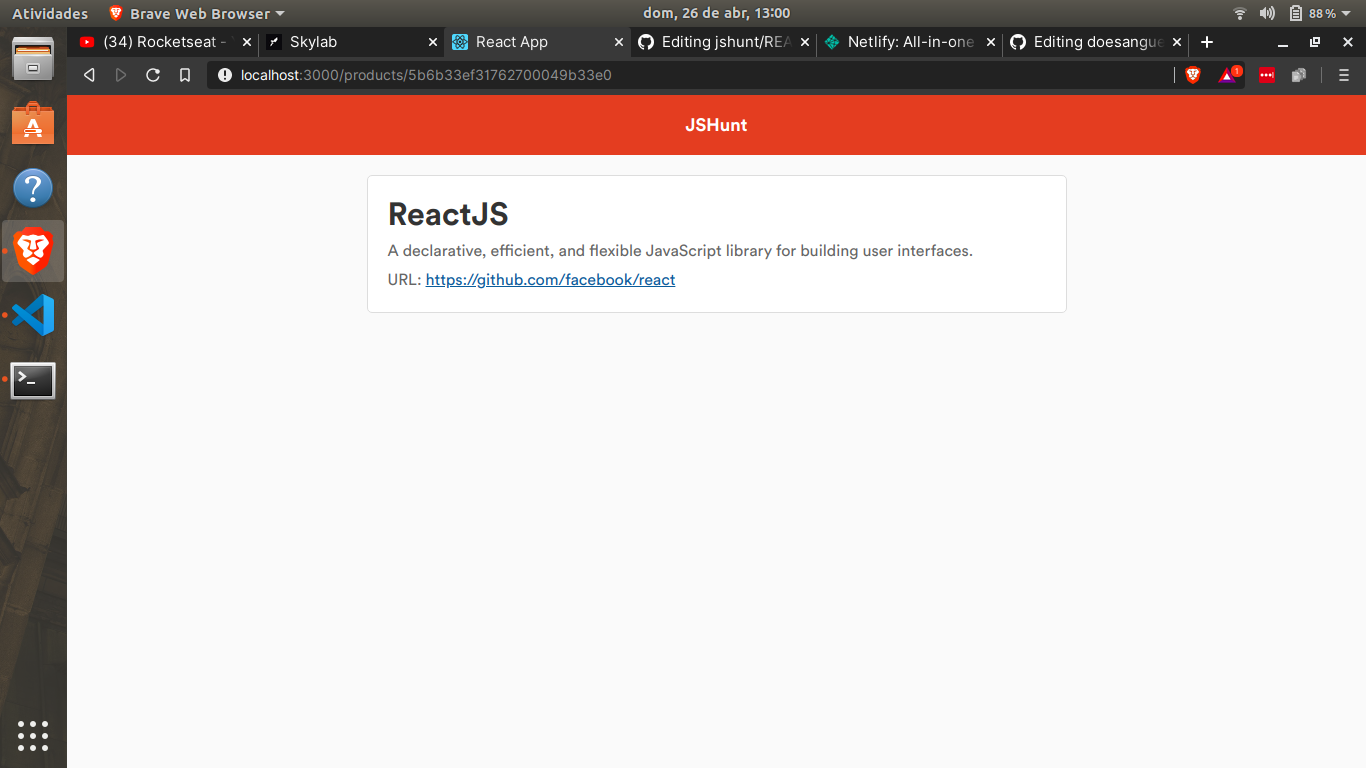 Atividades Brave Web Browser dom, 26 de abr, 13:00 88 %
(34) Rocketseat - Skylab React App Editing jshunt/REA Netlify: All-in-one Editing doesangue
localhost:3000/products/5b6b33ef31762700049b33e0 1
JSHunt
ReactJS
A declarative, efficient, and flexible JavaScript library for building user interfaces.
URL: https://github.com/facebook/react